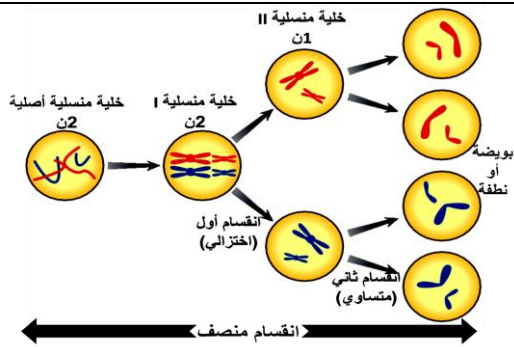 خلية منسلية أصلية
2ن
خلية منسلية I
2ن
خلية منسلية II
1ن
انقسام أول
(اختزالي)
انقسام ثاني
(متساوي)
بويضة
أو
نطفة
انقسام منصف